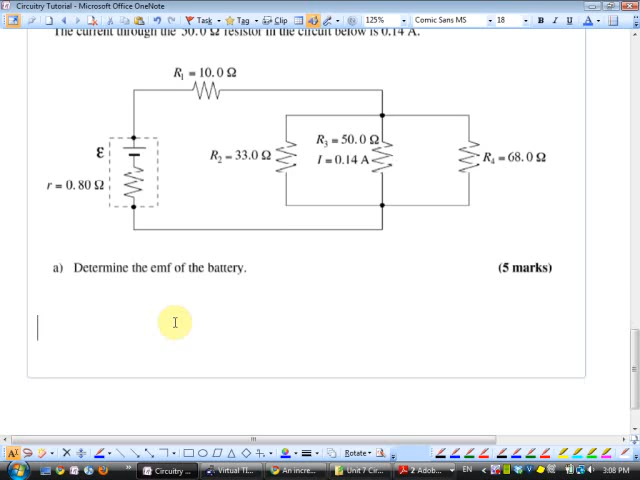 Circuitry Tutorial - Microsoft Office OneNote
Task
Tag
Clip
125%
Comic Sans MS
18
B I U A
The current through the 50.0 Ω resistor in the circuit below is 0.14 A.
R₁ = 10.0 Ω
ε
r = 0.80 Ω
R₂ = 33.0 Ω
R₃ = 50.0 Ω
I = 0.14 A
R₄ = 68.0 Ω
a) Determine the emf of the battery.
(5 marks)
Rotate
Circuitry ...
Virtual TI...
An incre...
Unit 7 Cir...
2 Adob...
EN
3:08 PM